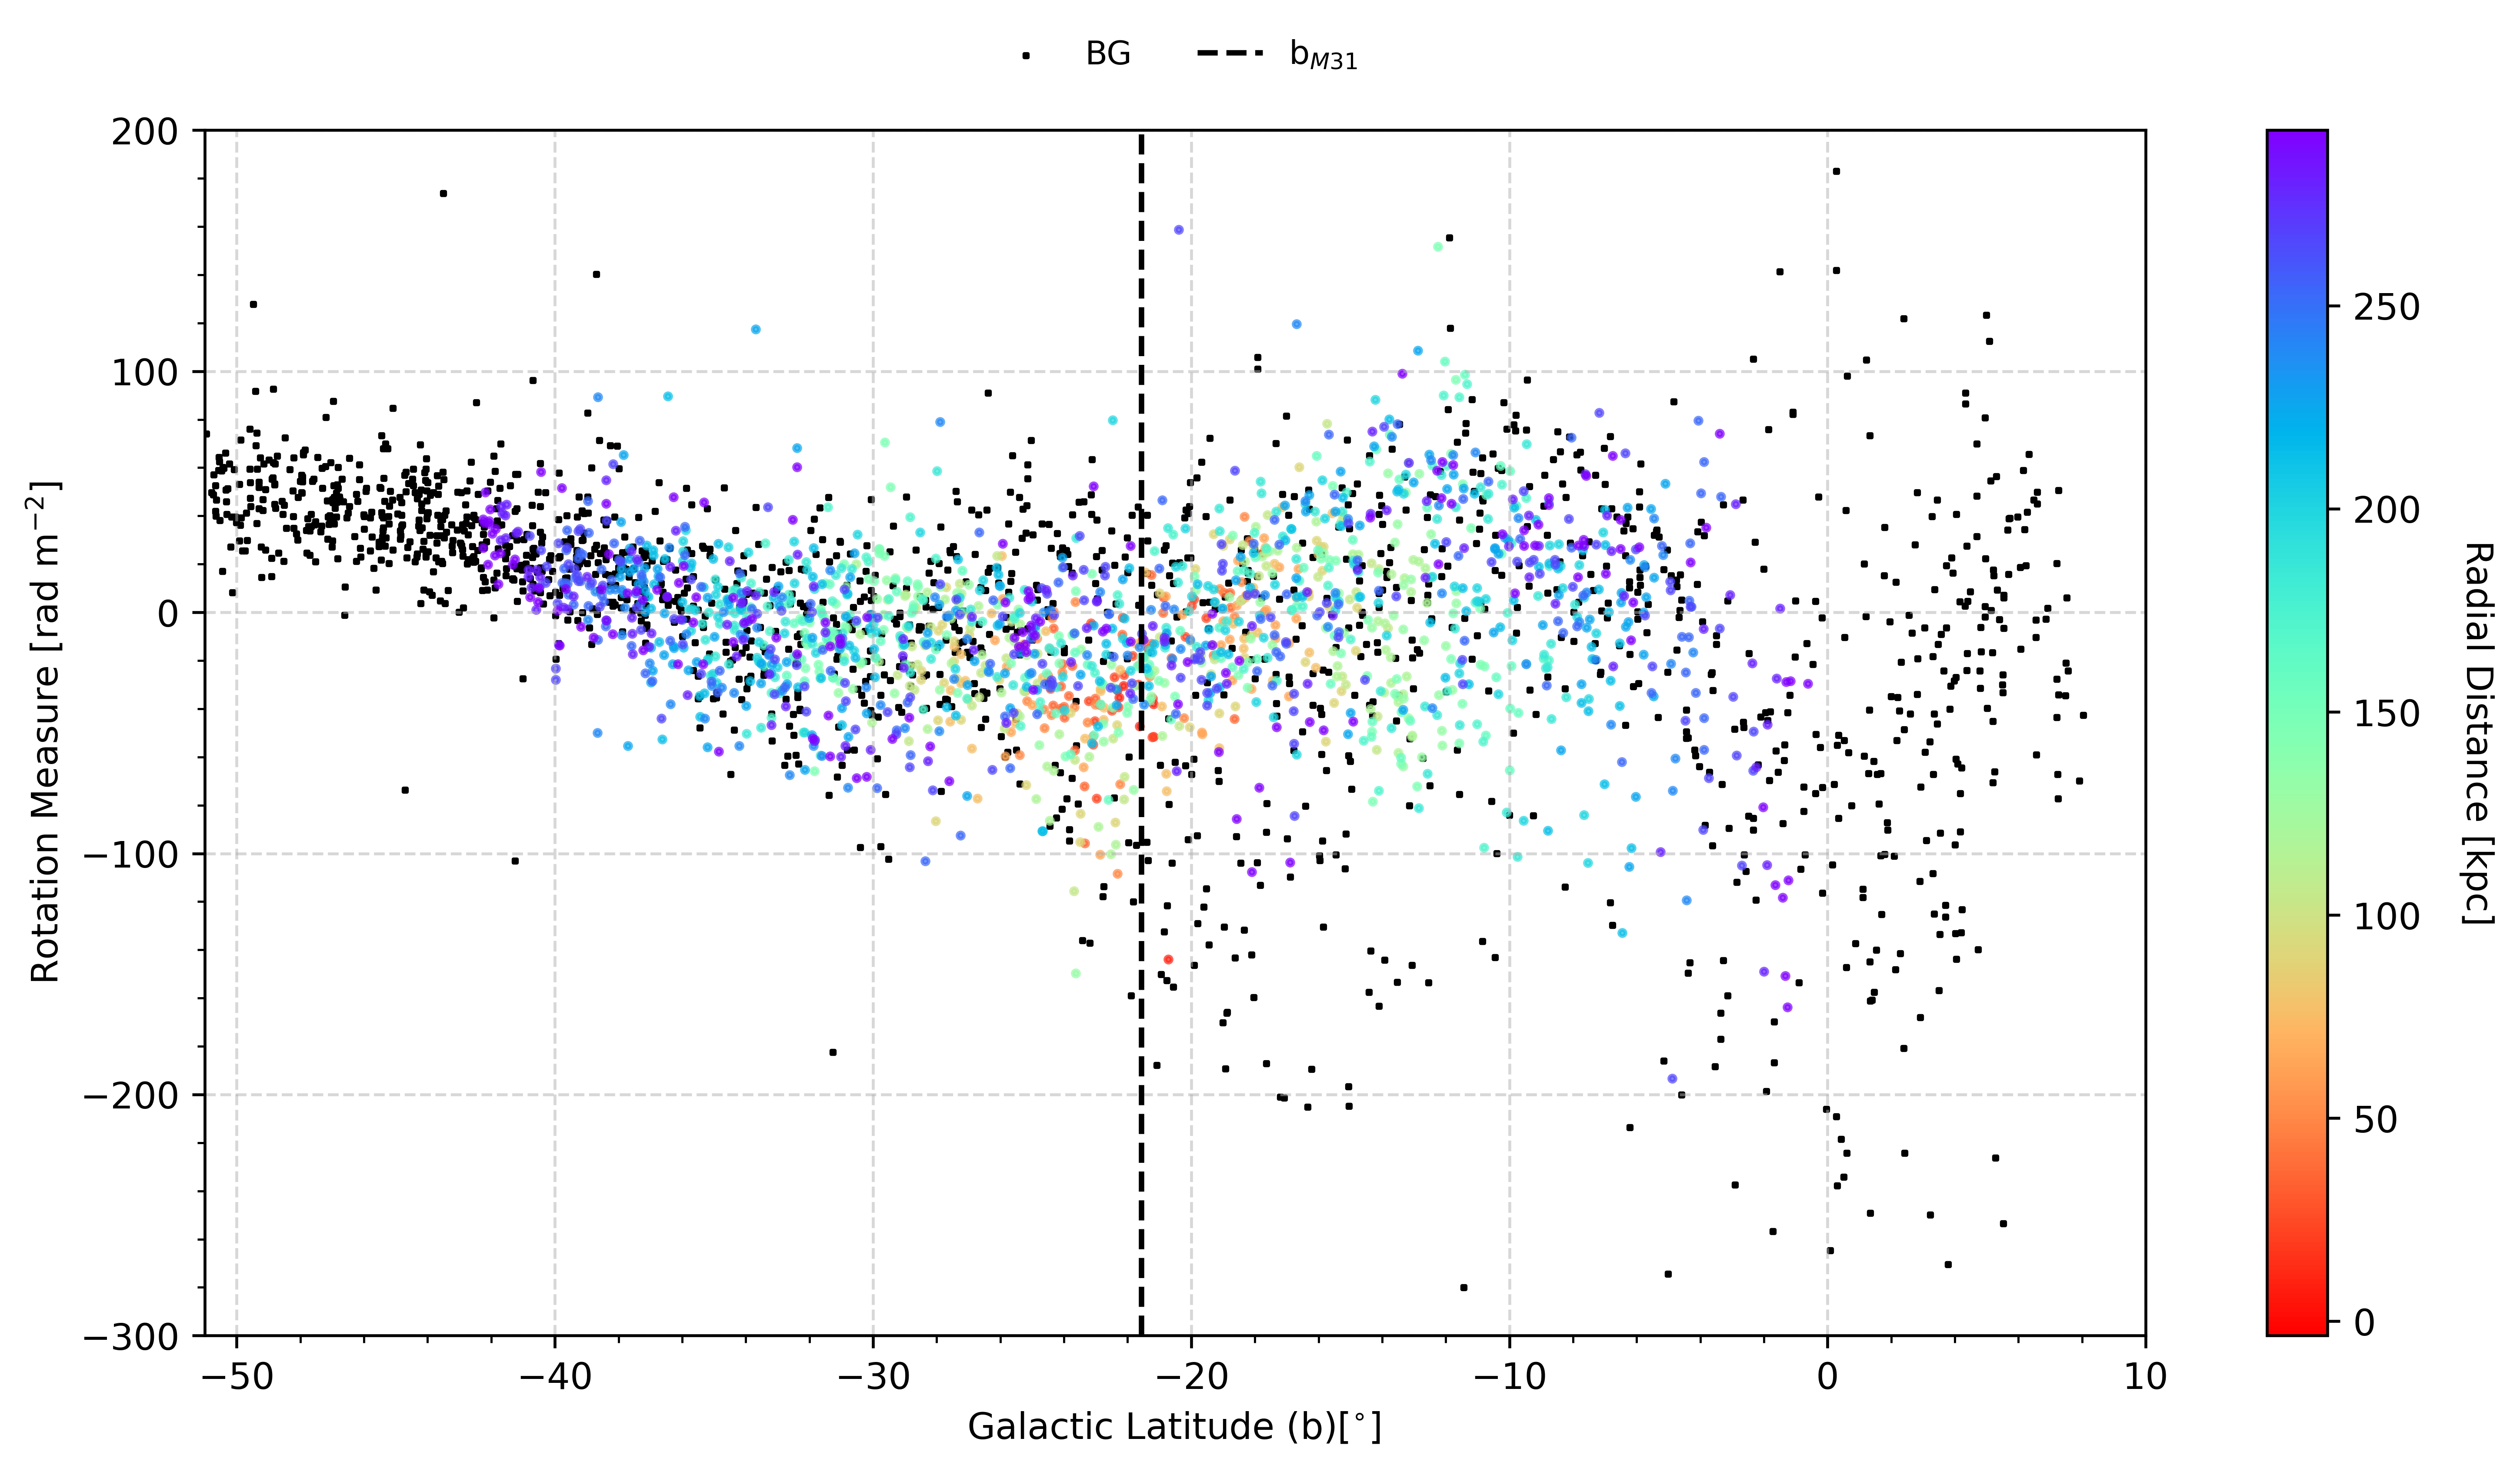 BG b_{M31}
200
100
0
−100
−200
−300
Rotation Measure [rad m^{−2}]
−50 −40 −30 −20 −10 0 10
Galactic Latitude (b)[°]
250
200
150
100
50
0
Radial Distance [kpc]